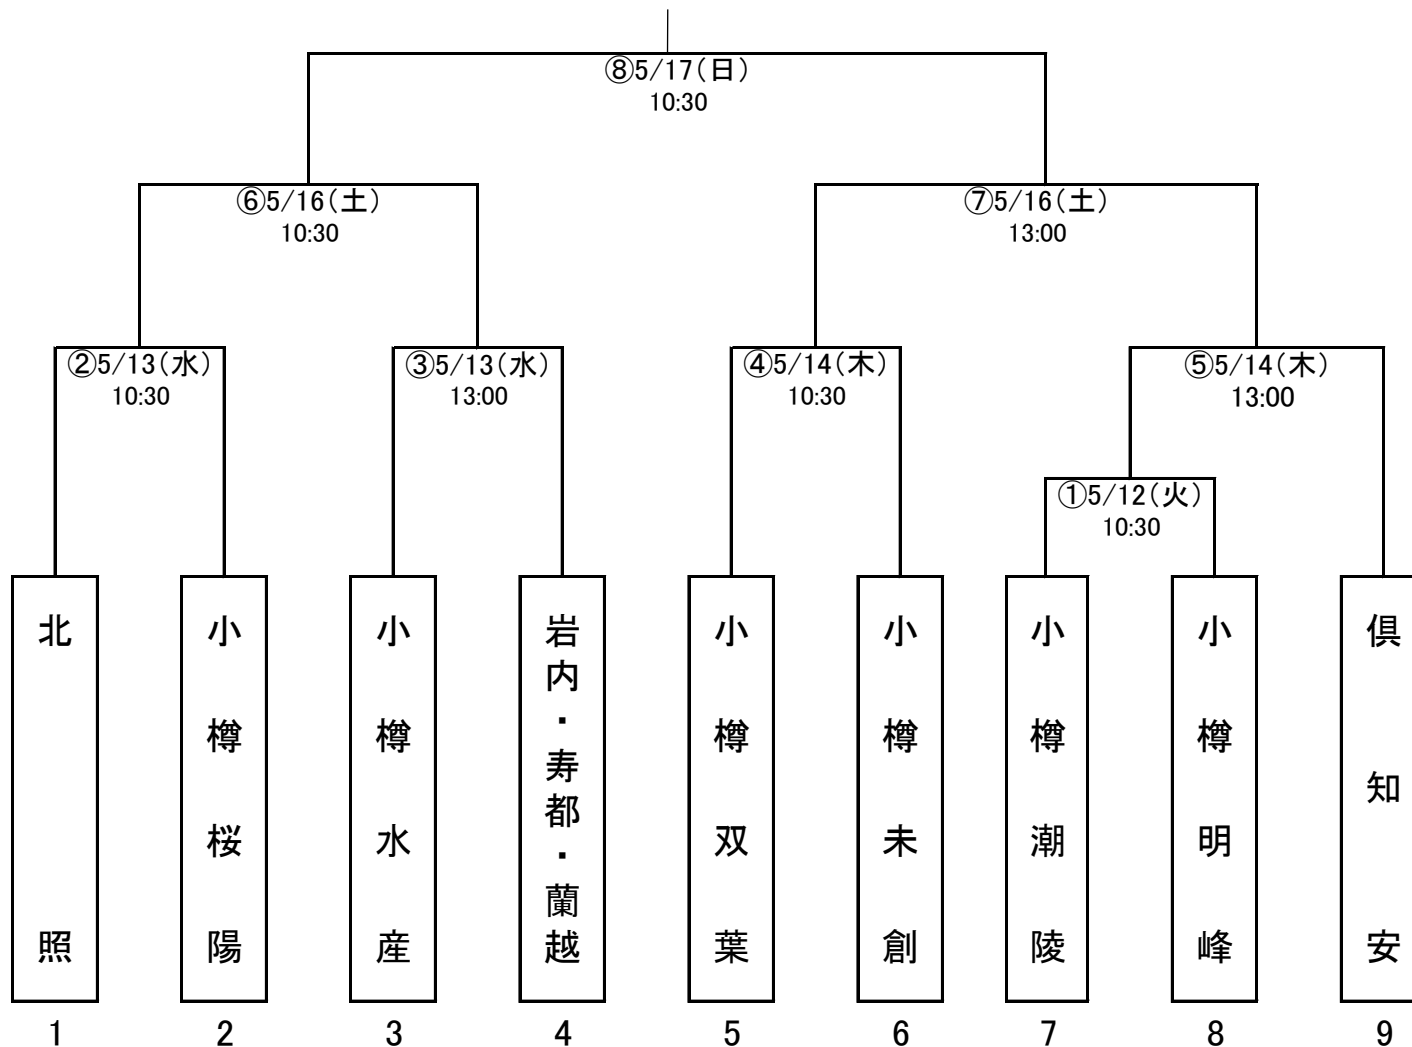 ⑧5/17(日)
10:30
⑥5/16(土)
10:30
⑦5/16(土)
13:00
②5/13(水)
10:30
③5/13(水)
13:00
④5/14(木)
10:30
⑤5/14(木)
13:00
①5/12(火)
10:30
北照
小樽桜陽
小樽水産
岩内・寿都・蘭越
小樽双葉
小樽未創
小樽潮陵
小樽明峰
倶知安
1
2
3
4
5
6
7
8
9